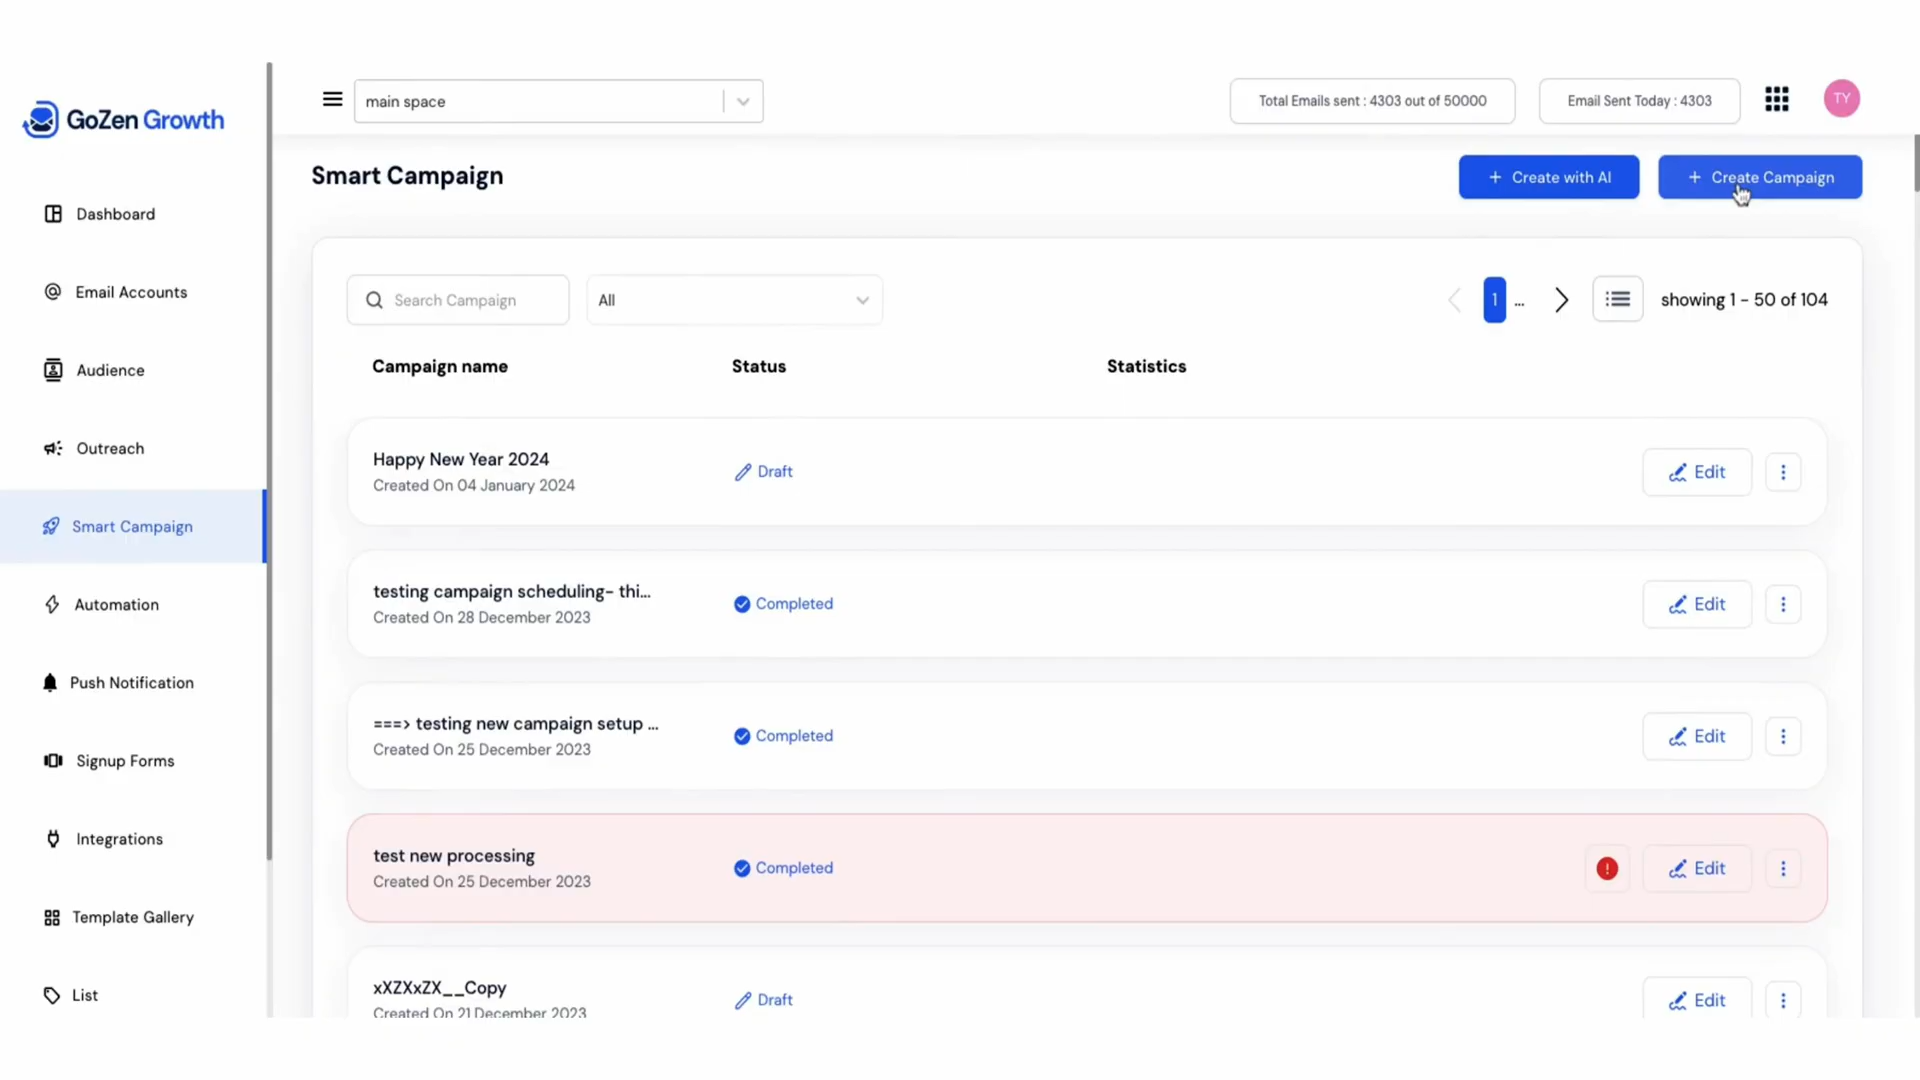 GoZen Growth
main space
Total Emails sent : 4303 out of 50000
Email Sent Today : 4303
TY
Smart Campaign
+ Create with AI
+ Create Campaign
Dashboard
Email Accounts
Audience
Outreach
Smart Campaign
Automation
Push Notification
Signup Forms
Integrations
Template Gallery
List
Search Campaign
All
1 ...
showing 1 - 50 of 104
Campaign name
Status
Statistics
Happy New Year 2024
Created On 04 January 2024
Draft
Edit
testing campaign scheduling- thi...
Created On 28 December 2023
Completed
Edit
===> testing new campaign setup ...
Created On 25 December 2023
Completed
Edit
test new processing
Created On 25 December 2023
Completed
!
Edit
xXZXxZX__Copy
Created On 21 December 2023
Draft
Edit